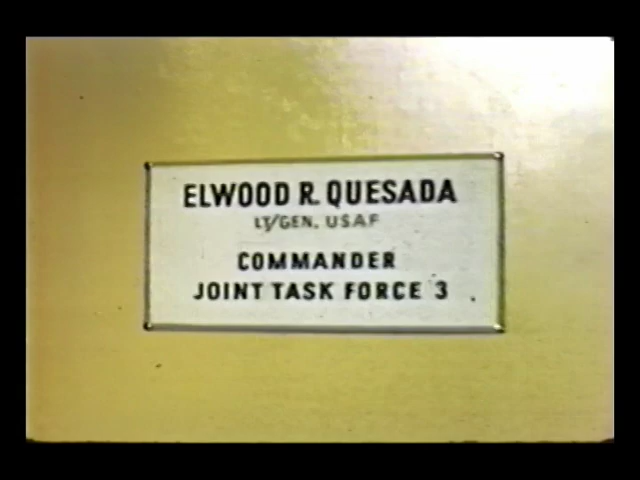 ELWOOD R. QUESADA
LT/GEN. USAF
COMMANDER
JOINT TASK FORCE 3